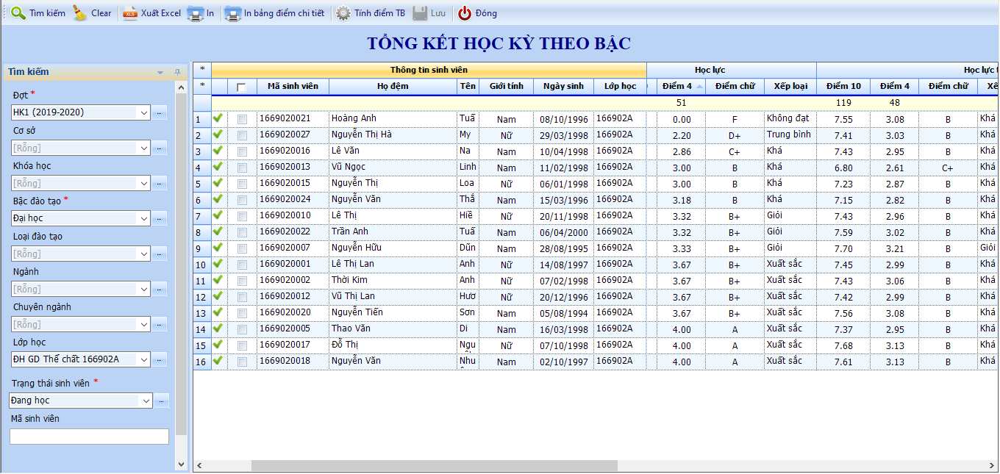 Tìm kiếm Clear Xuất Excel In In bảng điểm chi tiết Tính điểm TB Lưu Đóng
TỔNG KẾT HỌC KỲ THEO BẬC
Tìm kiếm
Đợt *
HK1 (2019-2020) ...
Cơ sở
[Rỗng] ...
Khóa học
[Rỗng] ...
Bậc đào tạo *
Đại học ...
Loại đào tạo
[Rỗng] ...
Ngành
[Rỗng] ...
Chuyên ngành
[Rỗng] ...
Lớp học
ĐH GD Thể chất 166902A ...
Trạng thái sinh viên *
Đang học ...
Mã sinh viên
* Thông tin sinh viên Học lực Học lực t
* Mã sinh viên Họ đệm Tên Giới tính Ngày sinh Lớp học Điểm 4 Điểm chữ Xếp loại Điểm 10 Điểm 4 Điểm chữ Xế
51 119 48
1 1669020021 Hoàng Anh Tuấ Nam 08/10/1996 166902A 0.00 F Không đạt 7.55 3.08 B Khá
2 1669020027 Nguyễn Thị Hà My Nữ 29/03/1998 166902A 2.20 D+ Trung bình 7.41 3.03 B Khá
3 1669020016 Lê Văn Na Nam 10/04/1998 166902A 2.86 C+ Khá 7.43 2.95 B Khá
4 1669020013 Vũ Ngọc Linh Nam 11/02/1998 166902A 3.00 B Khá 6.80 2.61 C+ Khá
5 1669020015 Nguyễn Thị Loa Nữ 06/01/1998 166902A 3.00 B Khá 7.23 2.87 B Khá
6 1669020024 Nguyễn Văn Thắ Nam 15/03/1996 166902A 3.18 B Khá 7.15 2.82 B Khá
7 1669020010 Lê Thị Hiề Nữ 20/11/1998 166902A 3.32 B+ Giỏi 7.43 2.96 B Khá
8 1669020022 Trần Anh Tuấ Nam 06/04/2000 166902A 3.32 B+ Giỏi 7.59 3.02 B Khá
9 1669020007 Nguyễn Hữu Dũn Nam 28/08/1995 166902A 3.33 B+ Giỏi 7.70 3.21 B Giỏi
10 1669020001 Lê Thị Lan Anh Nữ 14/08/1997 166902A 3.67 B+ Xuất sắc 7.45 2.99 B Khá
11 1669020002 Thời Kim Anh Nữ 07/02/1998 166902A 3.67 B+ Xuất sắc 7.43 3.06 B Khá
12 1669020012 Vũ Thị Lan Hươ Nữ 20/12/1996 166902A 3.67 B+ Xuất sắc 7.42 2.99 B Khá
13 1669020020 Nguyễn Tiến Sơn Nam 05/08/1994 166902A 3.67 B+ Xuất sắc 7.56 3.08 B Khá
14 1669020005 Thao Văn Di Nam 16/03/1998 166902A 4.00 A Xuất sắc 7.37 2.95 B Khá
15 1669020017 Đỗ Thị Ngu Nữ 07/10/1998 166902A 4.00 A Xuất sắc 7.68 3.13 B Khá
16 1669020018 Nguyễn Văn Nhu Nam 02/10/1997 166902A 4.00 A Xuất sắc 7.61 3.13 B Khá